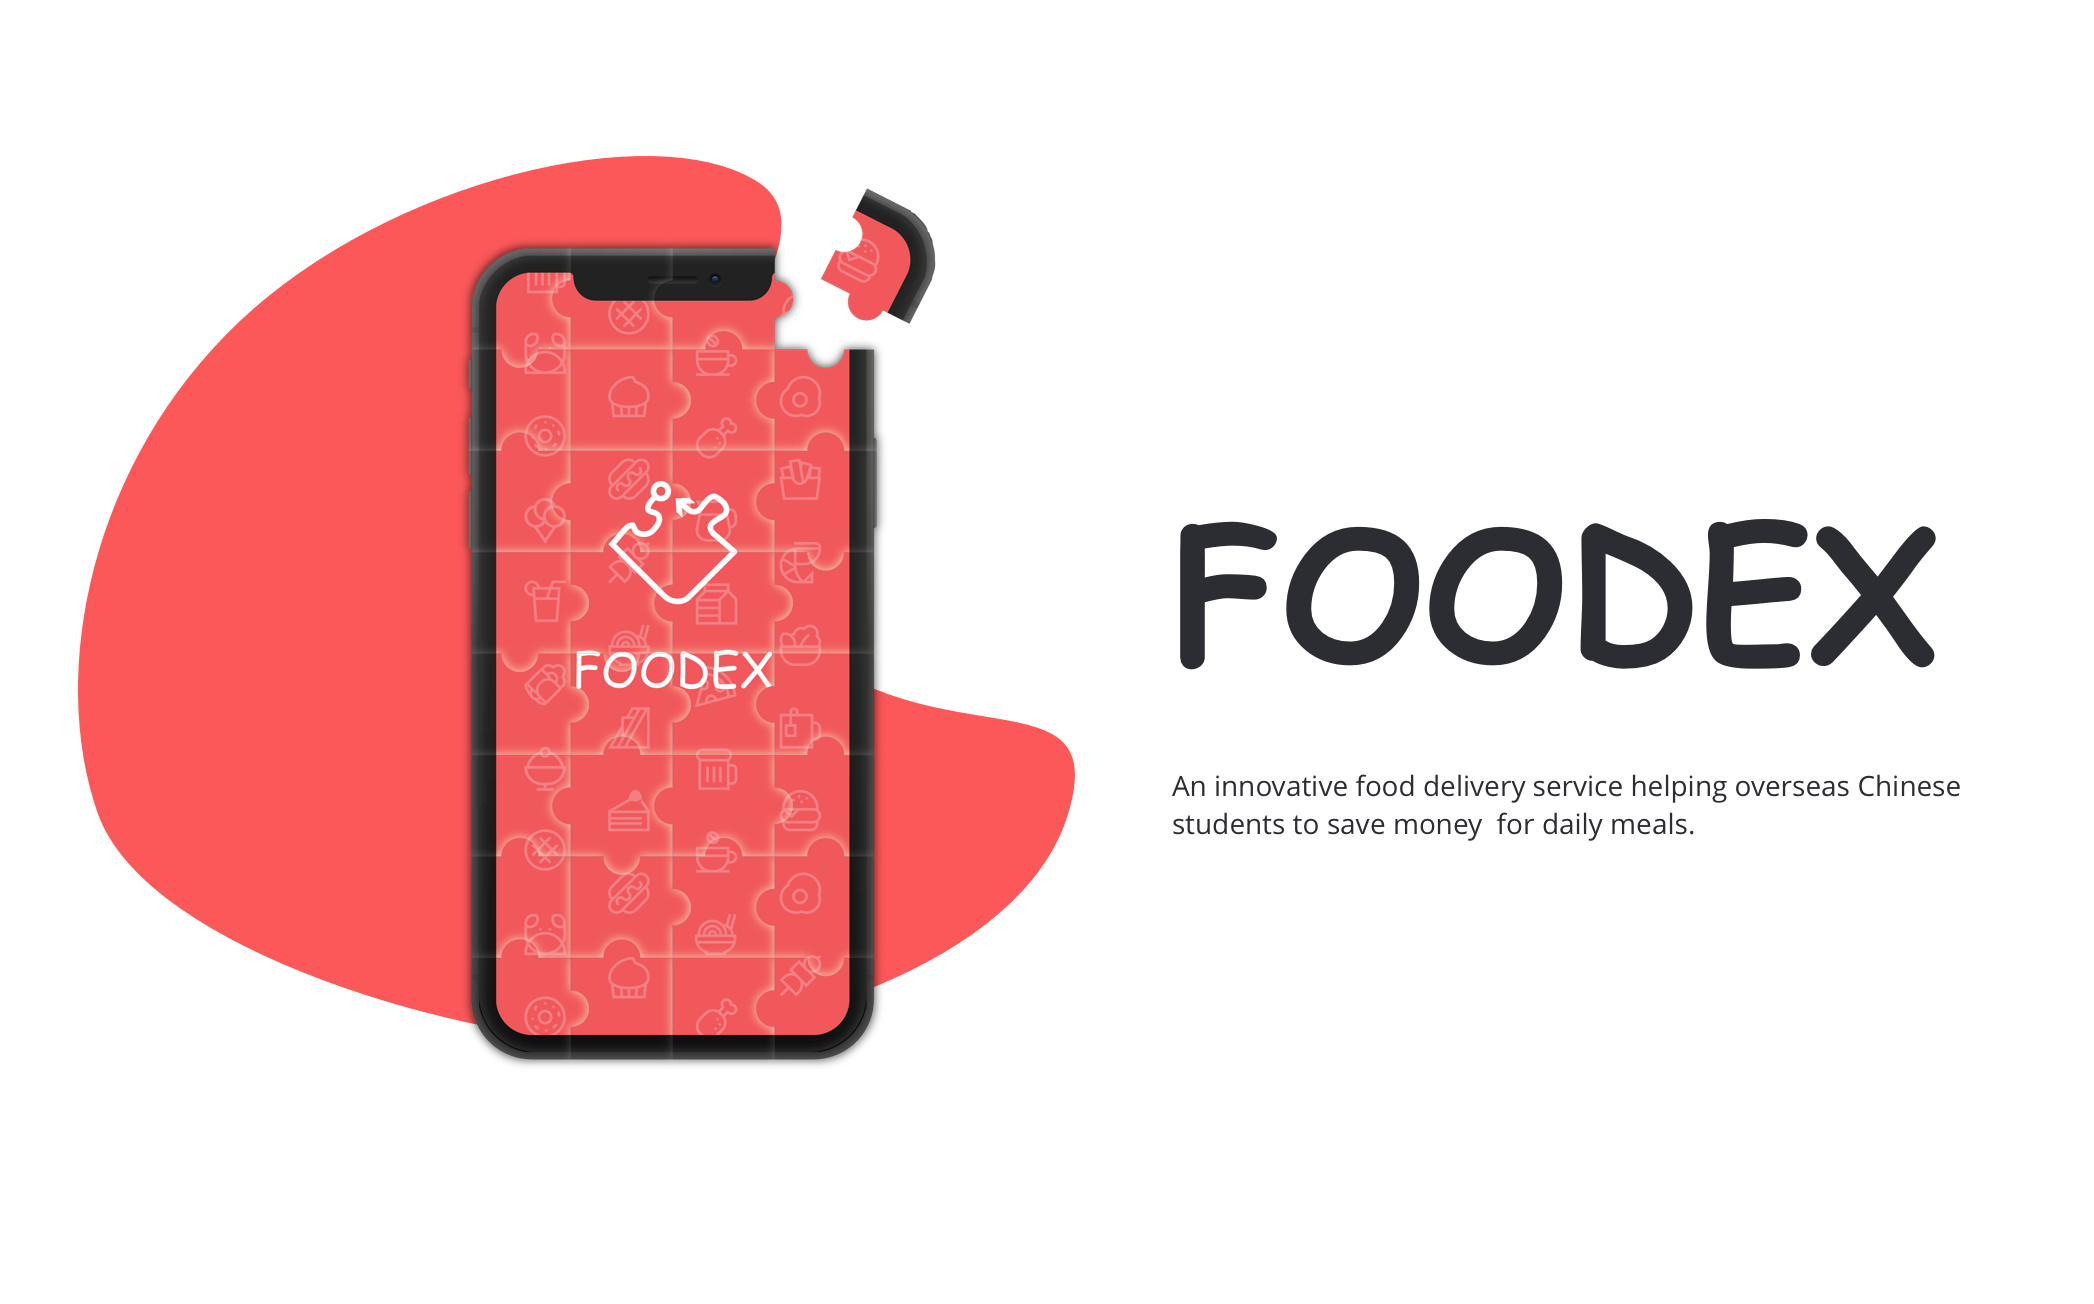 FOODEX
FOODEX
An innovative food delivery service helping overseas Chinese
students to save money  for daily meals.